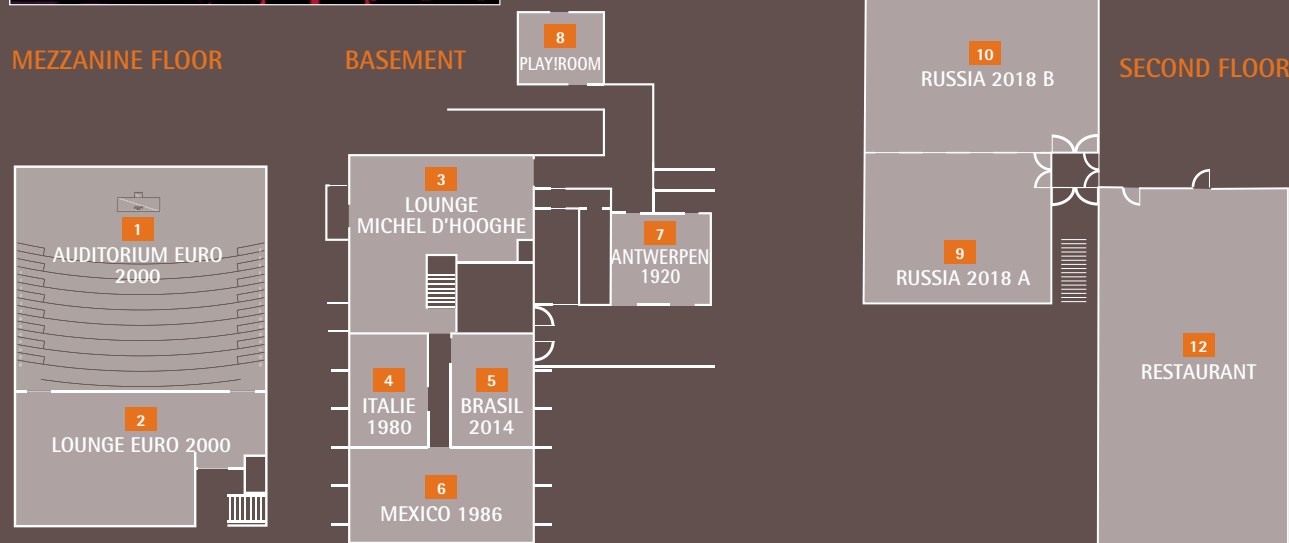 MEZZANINE FLOOR
1
AUDITORIUM EURO
2000
2
LOUNGE EURO 2000
BASEMENT
8
PLAY!ROOM
3
LOUNGE
MICHEL D'HOOGHE
7
ANTWERPEN
1920
4
ITALIE
1980
5
BRASIL
2014
6
MEXICO 1986
SECOND FLOOR
10
RUSSIA 2018 B
9
RUSSIA 2018 A
12
RESTAURANT